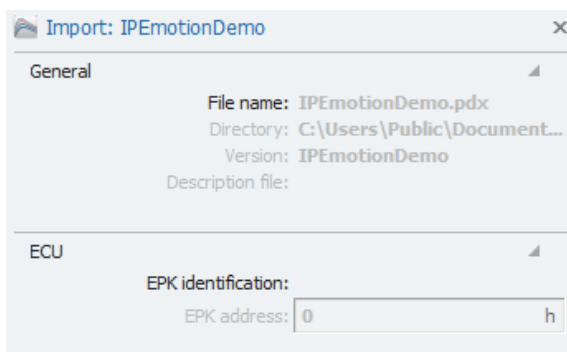 Import: IPEmotionDemo
General
File name: IPEmotionDemo.pdx
Directory: C:\Users\Public\Document...
Version: IPEmotionDemo
Description file:
ECU
EPK identification:
EPK address: 0 h